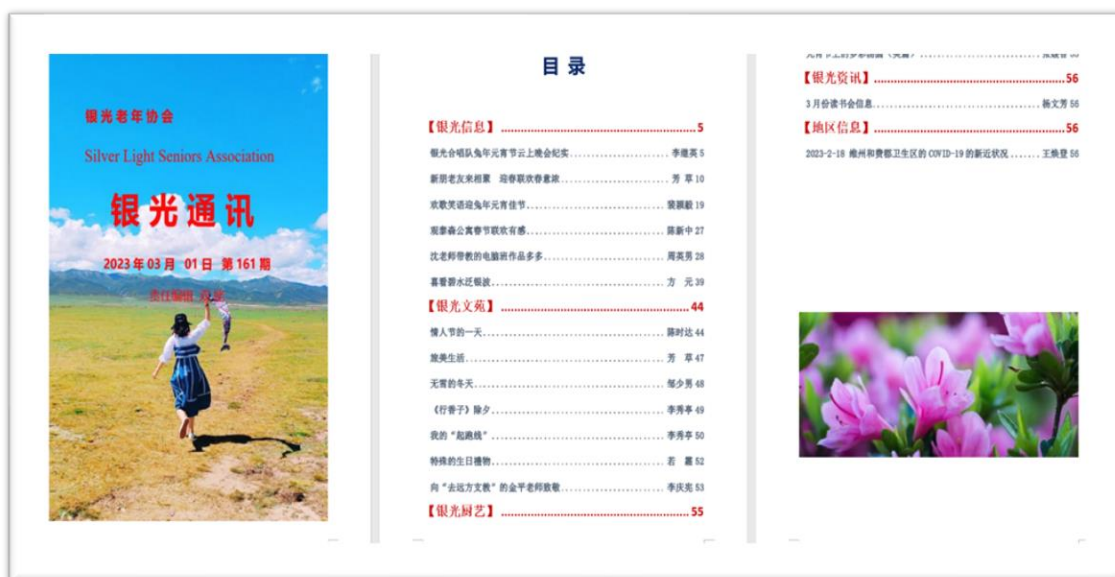 银光老年协会
Silver Light Seniors Association
银光通讯
2023 年 03 月 01 日 第 161 期
责任编辑
目 录
【银光信息】 ........ 5
银光合唱队兔年元宵节云上晚会纪实 ........ 李继英 5
新朋老友来相聚 迎春联欢春意浓 ........ 芳 草 10
欢歌笑语迎兔年元宵佳节 ........ 裴颖毅 19
观泰森公寓春节联欢有感 ........ 陈新中 27
沈老师带教的电脑班作品多多 ........ 周英男 28
喜看碧水泛银波 ........ 方 元 39
【银光文苑】 ........ 44
情人节的一天 ........ 陈时达 44
旅美生活 ........ 芳 草 47
无雪的冬天 ........ 邹少男 48
《行香子》除夕 ........ 李秀亭 49
我的“起跑线” ........ 李秀亭 50
特殊的生日禮物 ........ 若 霖 52
向“去远方支教”的金平老师致敬 ........ 李庆宪 53
【银光厨艺】 ........ 55
【银光资讯】 ........ 56
3 月份读书会信息 ........ 杨文芳 56
【地区信息】 ........ 56
2023-2-18 维州和费郡卫生区的 COVID-19 的新近状况 ....... 王焕登 56